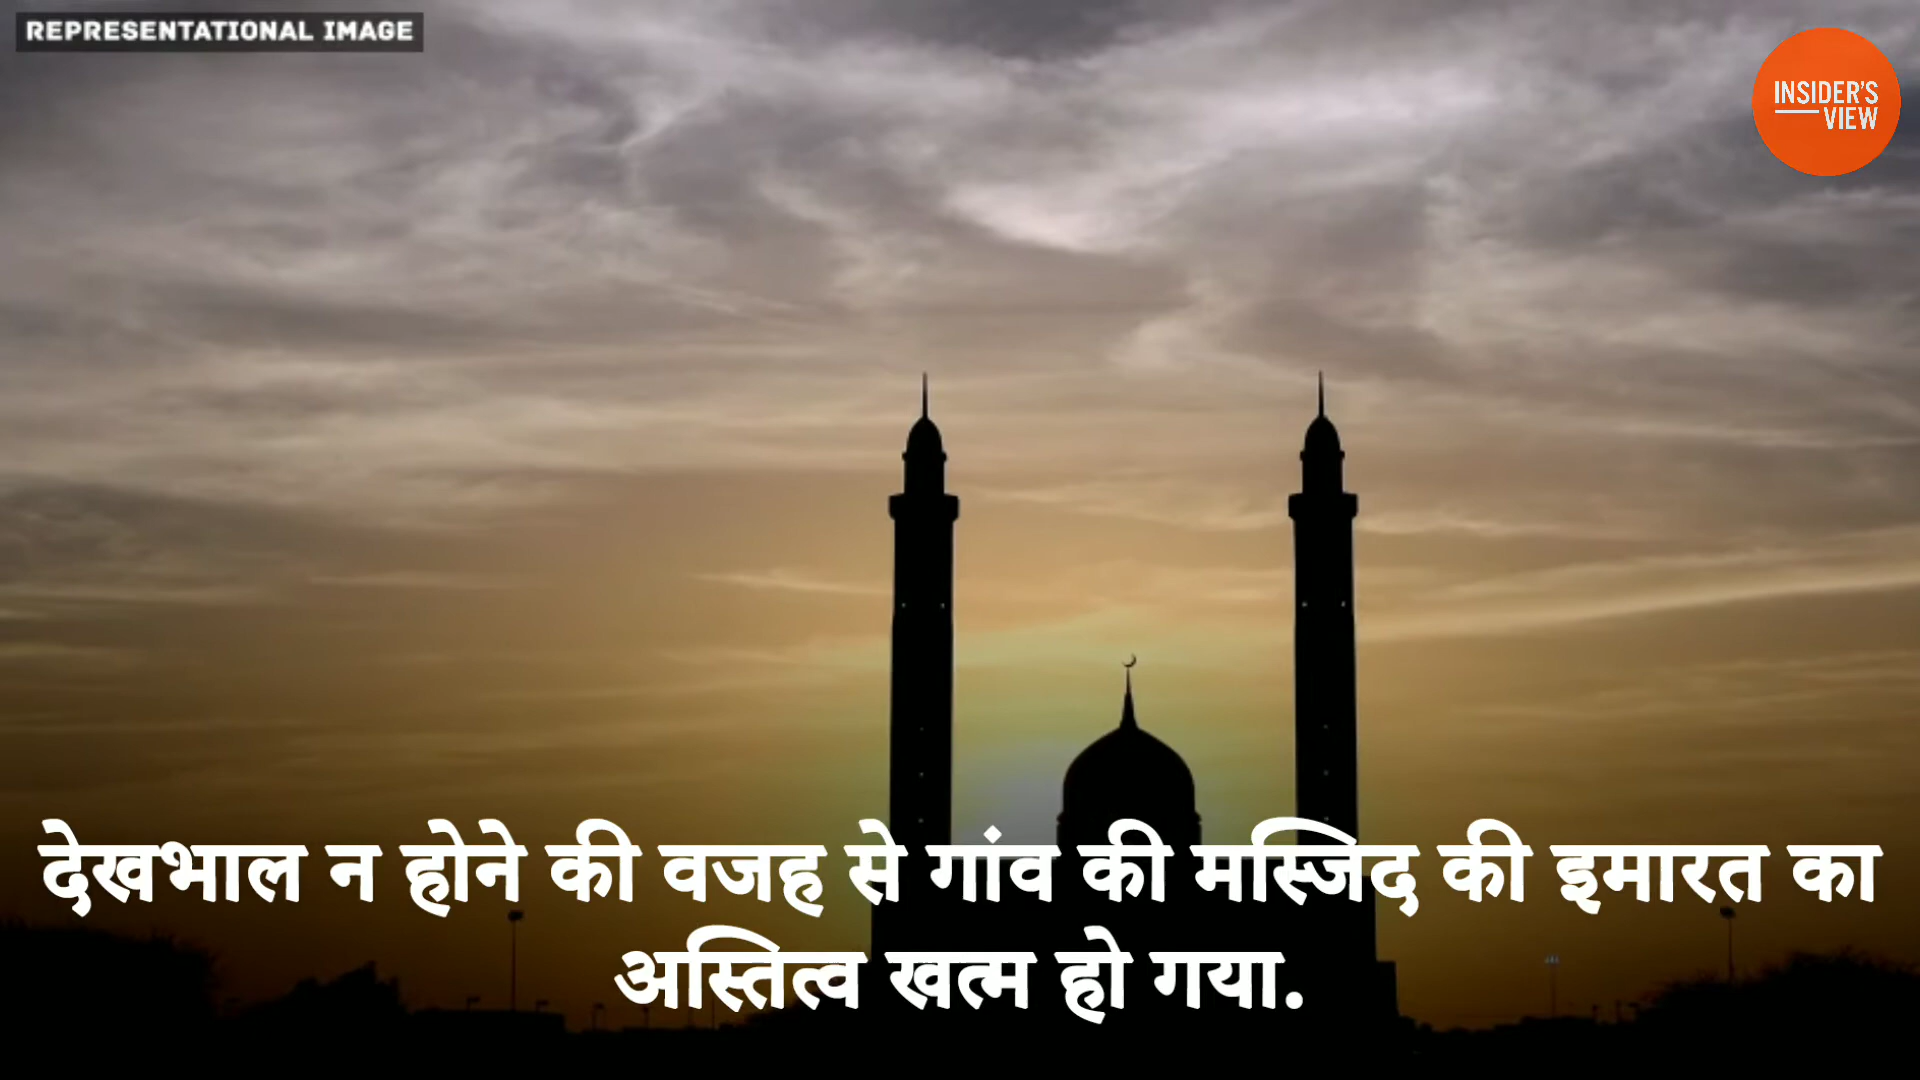 REPRESENTATIONAL IMAGE
INSIDER'S
VIEW
देखभाल न होने की वजह से गांव की मस्जिद की इमारत का
अस्तित्व खत्म हो गया.